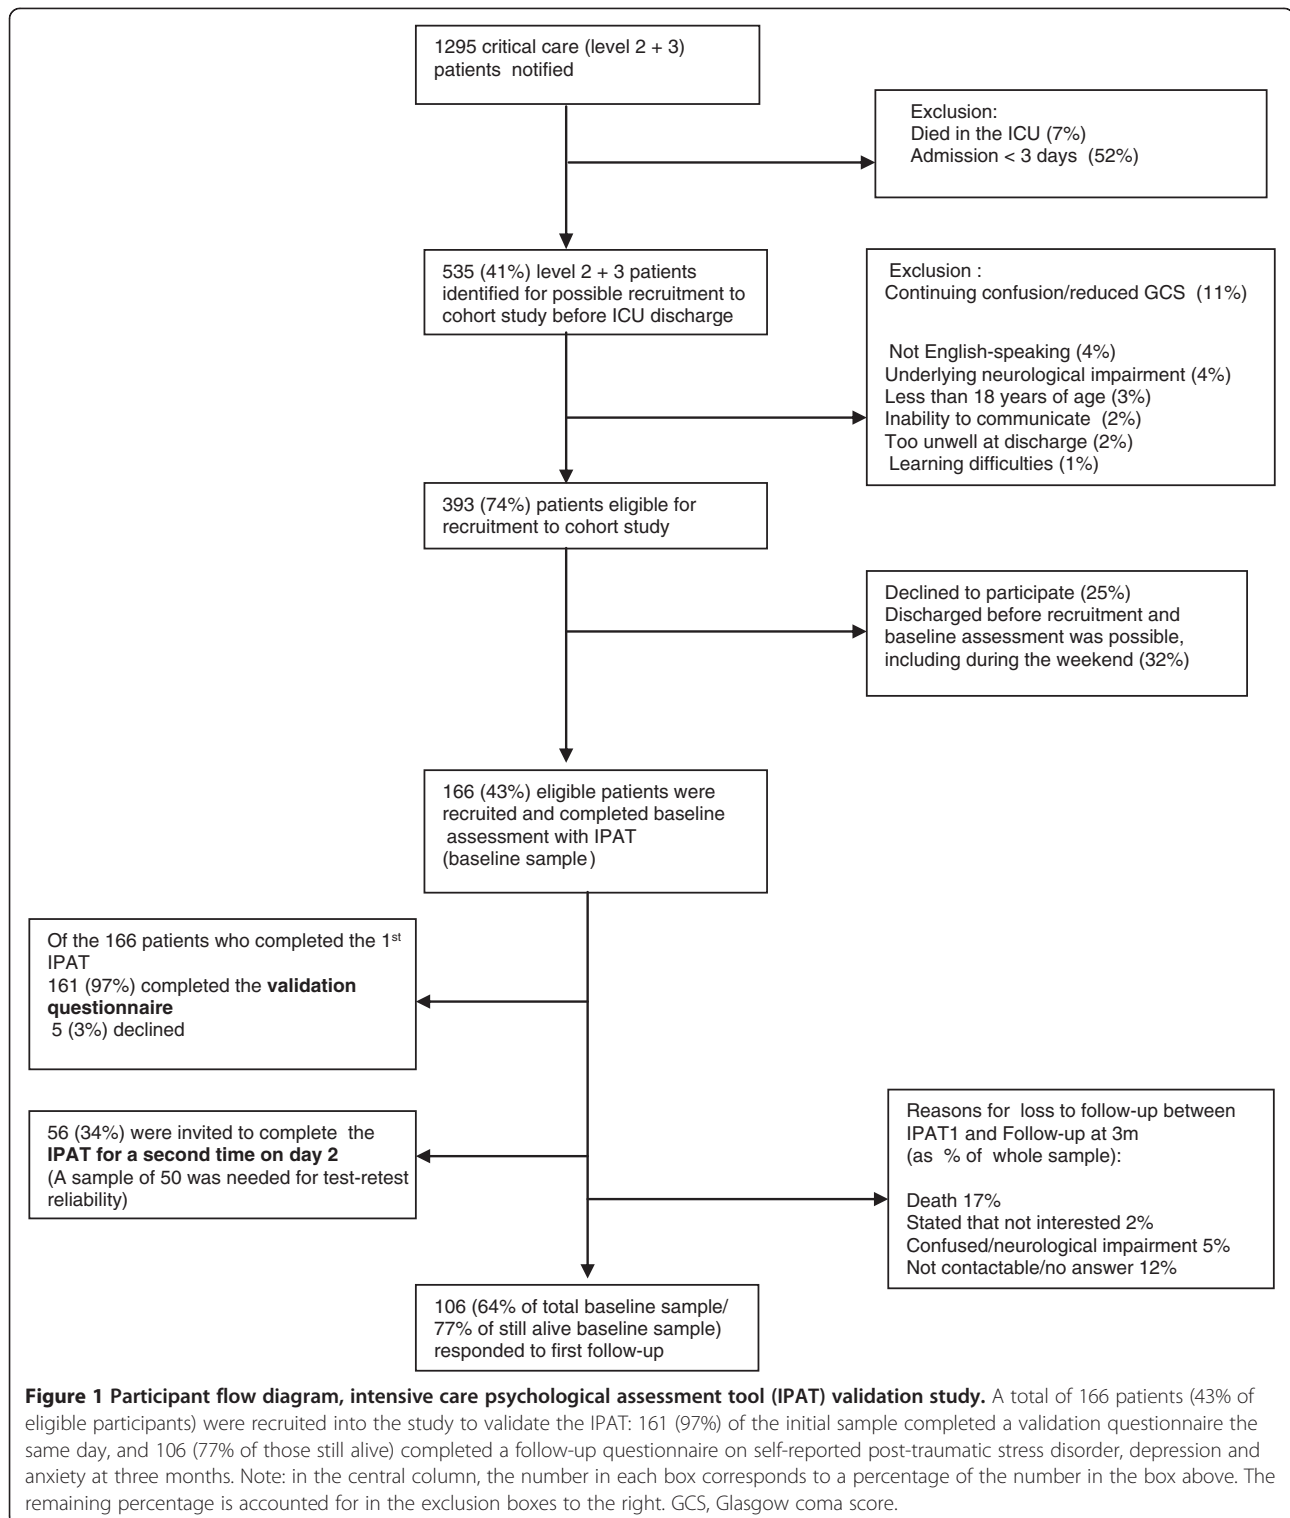 1295 critical care (level 2 + 3)
patients notified
Exclusion:
Died in the ICU (7%)
Admission < 3 days (52%)
535 (41%) level 2 + 3 patients
identified for possible recruitment to
cohort study before ICU discharge
Exclusion :
Continuing confusion/reduced GCS (11%)
Not English-speaking (4%)
Underlying neurological impairment (4%)
Less than 18 years of age (3%)
Inability to communicate (2%)
Too unwell at discharge (2%)
Learning difficulties (1%)
393 (74%) patients eligible for
recruitment to cohort study
Declined to participate (25%)
Discharged before recruitment and
baseline assessment was possible,
including during the weekend (32%)
166 (43%) eligible patients were
recruited and completed baseline
assessment with IPAT
(baseline sample)
Of the 166 patients who completed the 1st
IPAT
161 (97%) completed the validation
questionnaire
5 (3%) declined
56 (34%) were invited to complete the
IPAT for a second time on day 2
(A sample of 50 was needed for test-retest
reliability)
Reasons for loss to follow-up between
IPAT1 and Follow-up at 3m
(as % of whole sample):
Death 17%
Stated that not interested 2%
Confused/neurological impairment 5%
Not contactable/no answer 12%
106 (64% of total baseline sample/
77% of still alive baseline sample)
responded to first follow-up
Figure 1 Participant flow diagram, intensive care psychological assessment tool (IPAT) validation study. A total of 166 patients (43% of
eligible participants) were recruited into the study to validate the IPAT: 161 (97%) of the initial sample completed a validation questionnaire the
same day, and 106 (77% of those still alive) completed a follow-up questionnaire on self-reported post-traumatic stress disorder, depression and
anxiety at three months. Note: in the central column, the number in each box corresponds to a percentage of the number in the box above. The
remaining percentage is accounted for in the exclusion boxes to the right. GCS, Glasgow coma score.